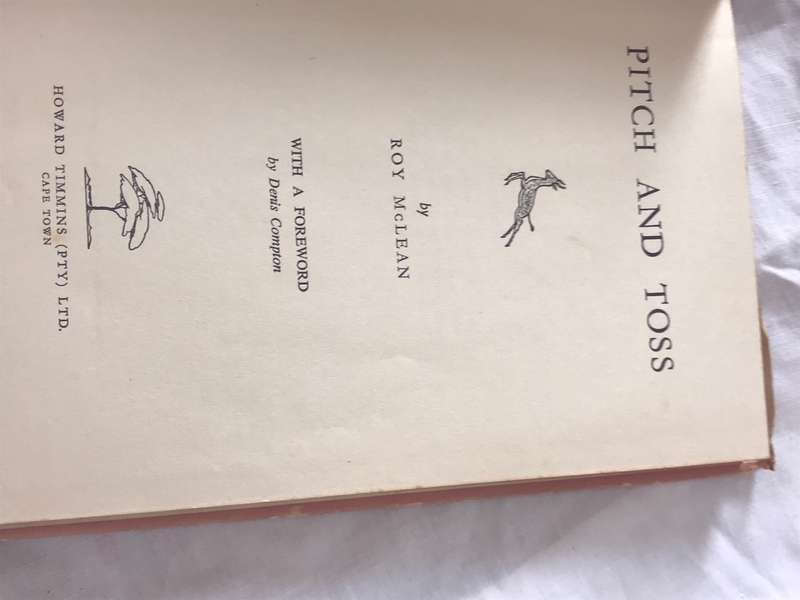 PITCH AND TOSS
by
ROY McLEAN
WITH A FOREWORD
by Denis Compton
HOWARD TIMMINS (PTY) LTD.
CAPE TOWN